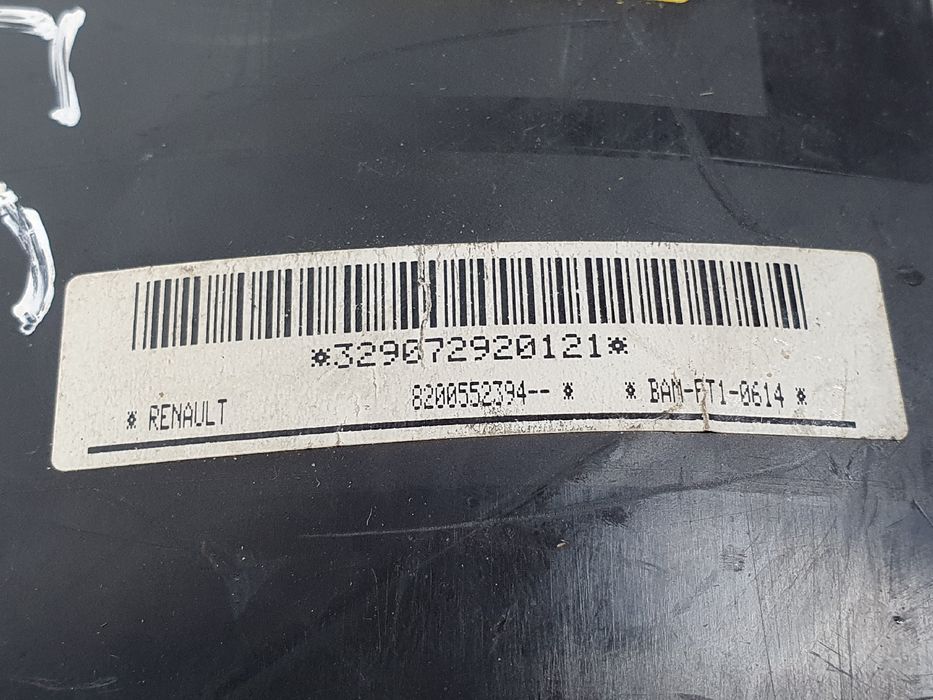 *329072920121*
* RENAULT 8200552394-- * * BAM-PT1-0614 *